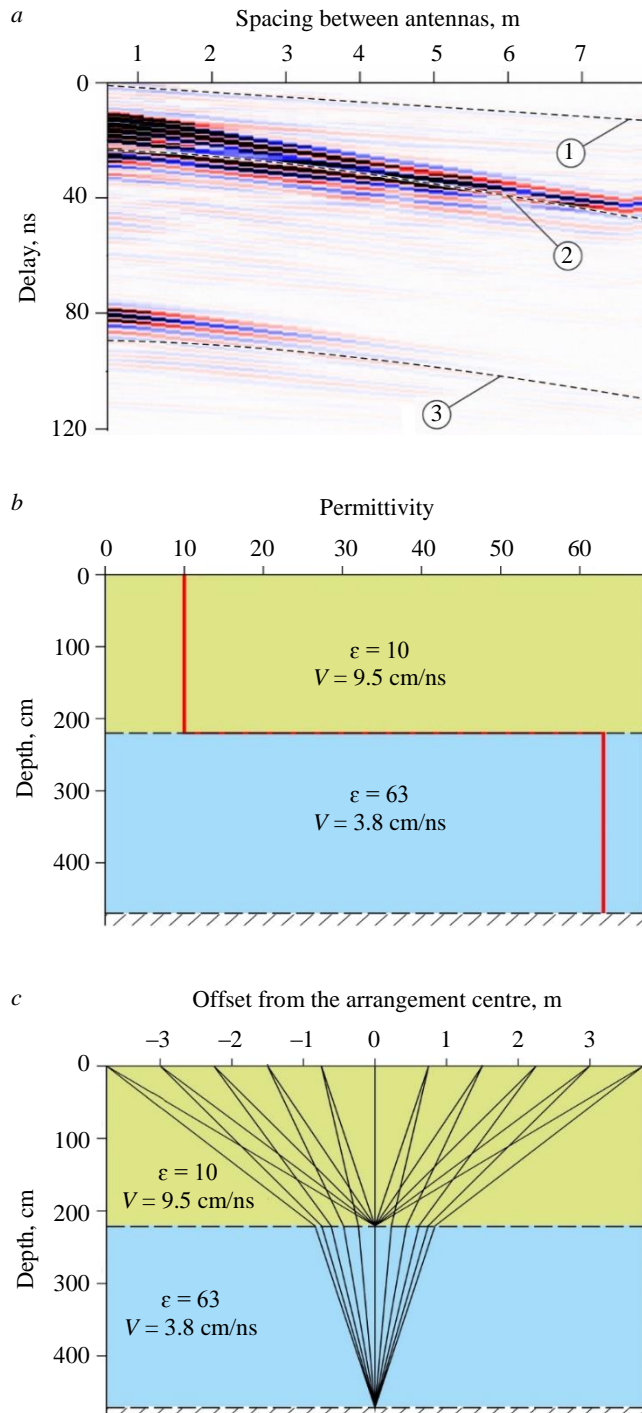 a
Spacing between antennas, m
1 2 3 4 5 6 7
0
40
80
120
Delay, ns
1
2
3
b
Permittivity
0 10 20 30 40 50 60
0
100
200
300
400
Depth, cm
ε = 10
V = 9.5 cm/ns
ε = 63
V = 3.8 cm/ns
c
Offset from the arrangement centre, m
−3 −2 −1 0 1 2 3
0
100
200
300
400
Depth, cm
ε = 10
V = 9.5 cm/ns
ε = 63
V = 3.8 cm/ns